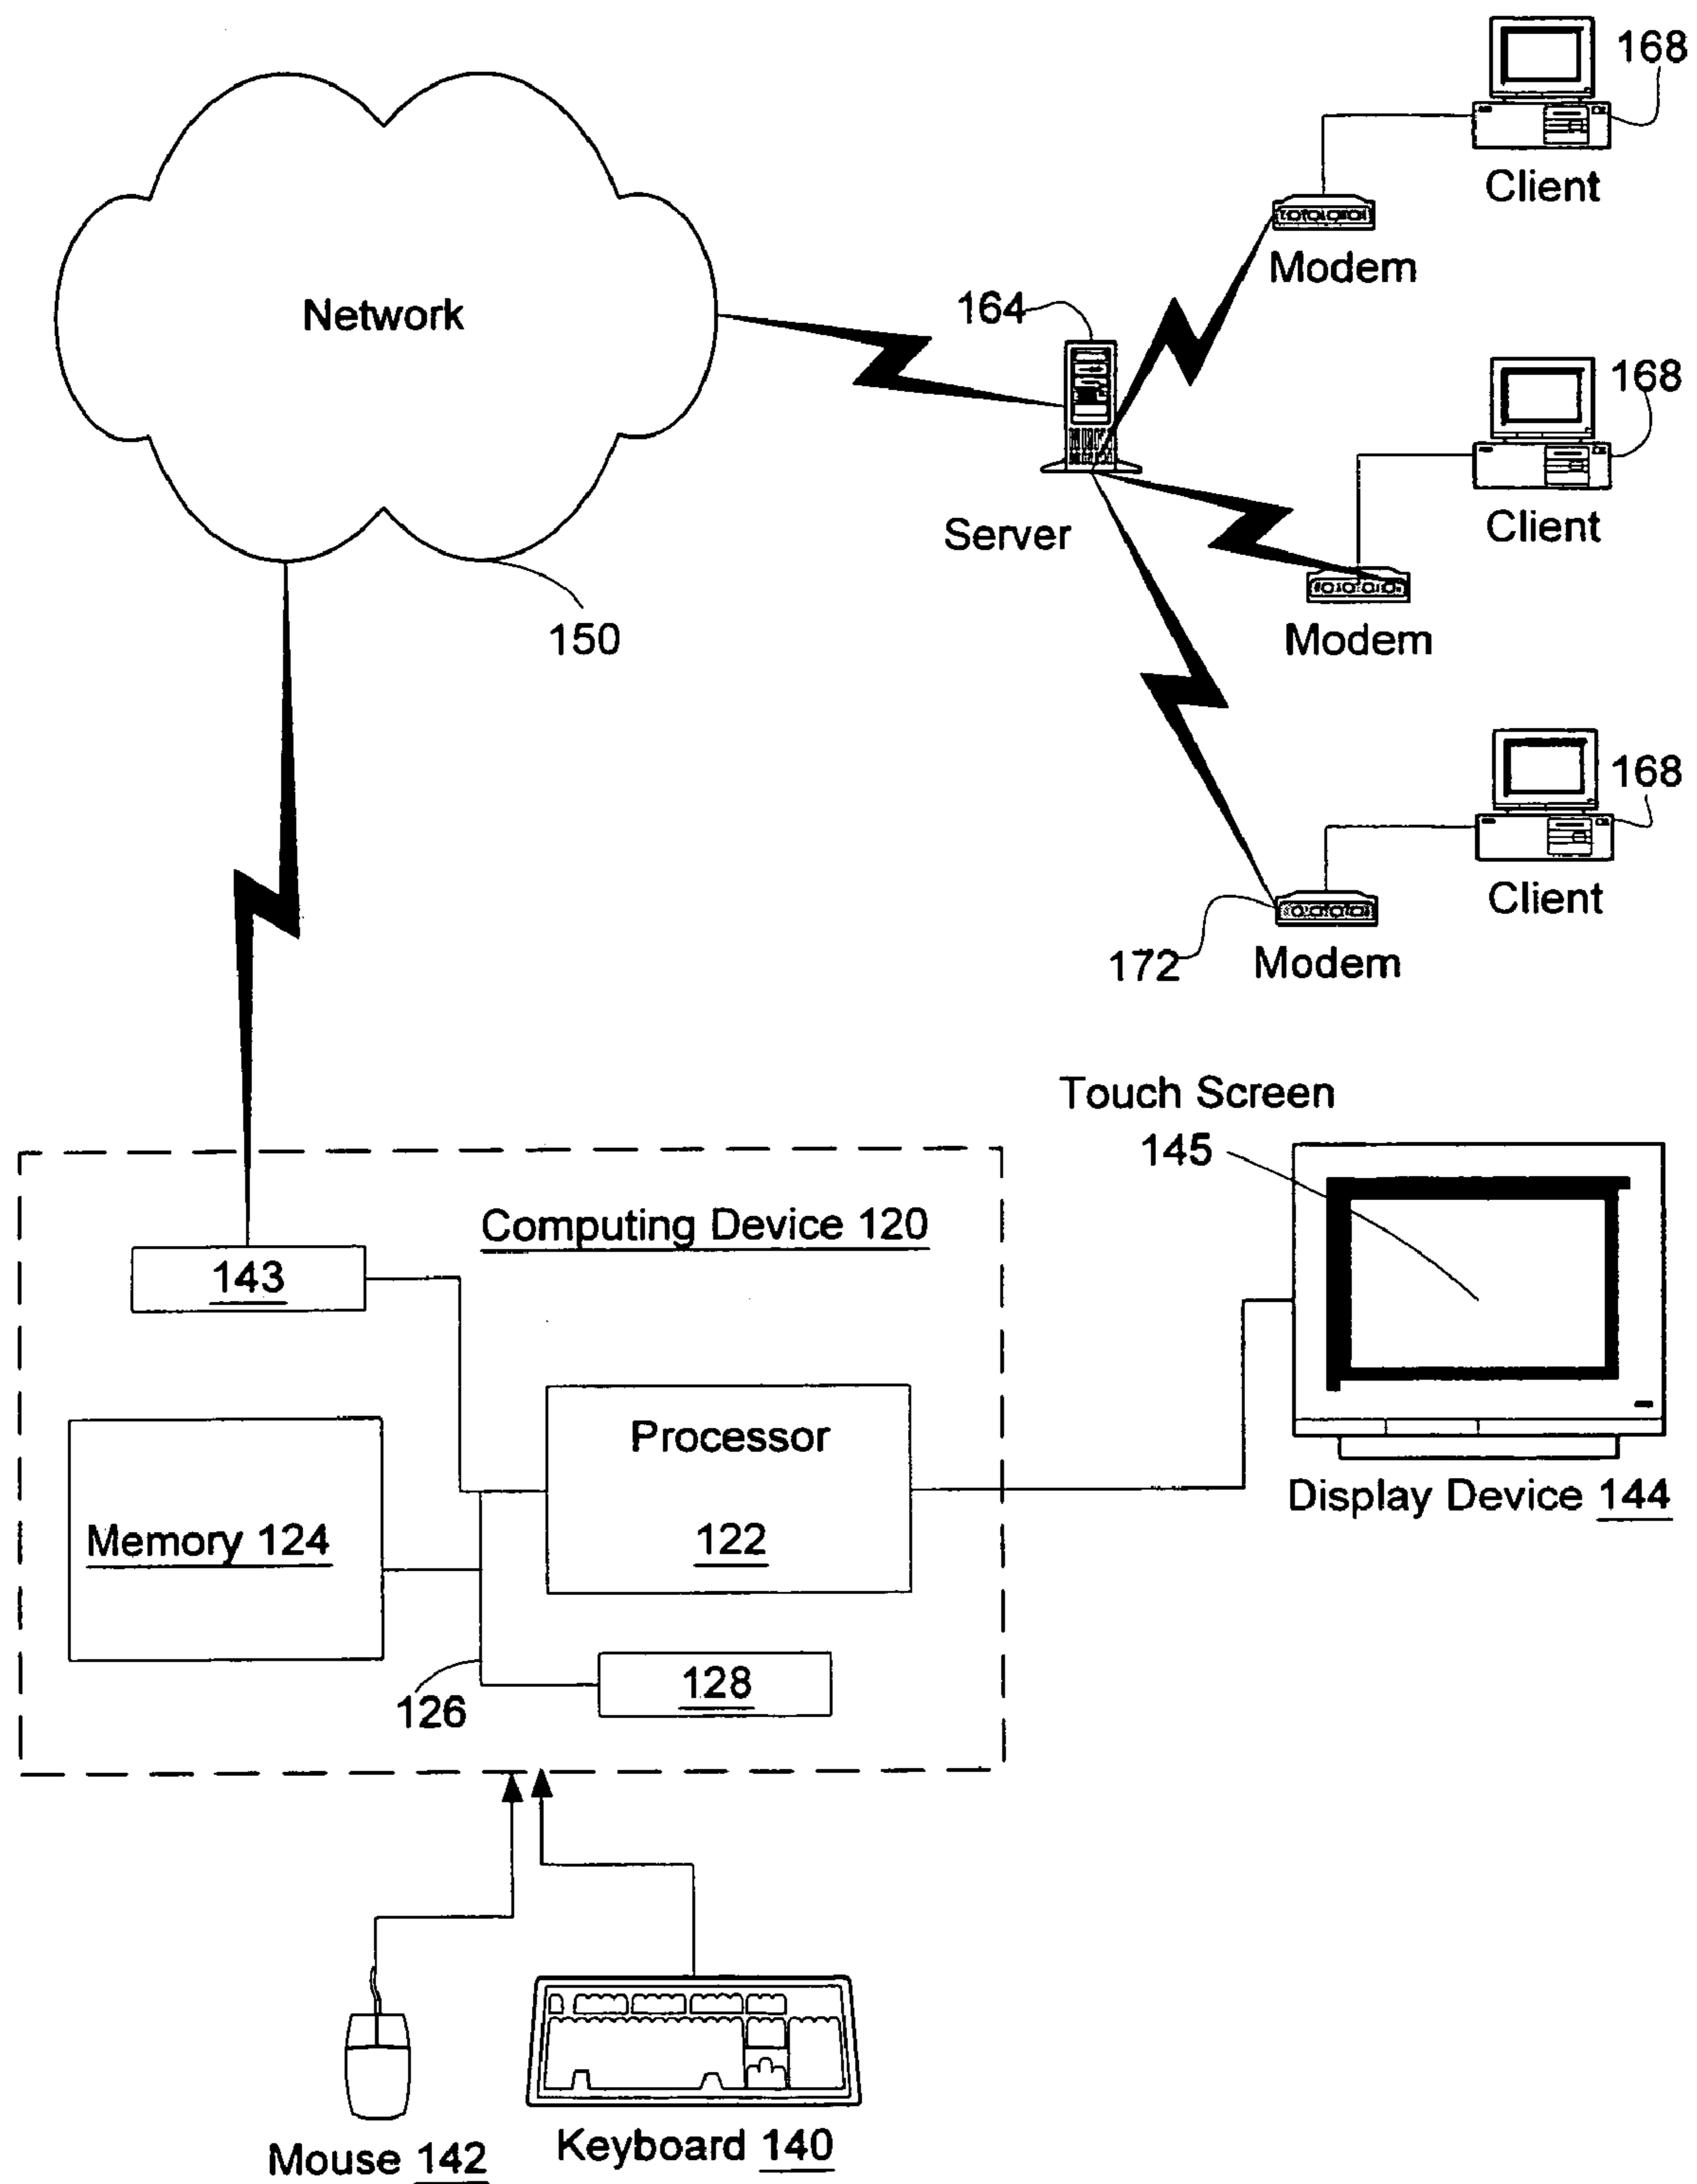 168
Client
Modem
Network
164
168
Client
Server
Modem
150
168
Client
172
Modem
Touch Screen
145
Computing Device 120
143
Processor
122
Display Device 144
Memory 124
128
126
Keyboard 140
Mouse 142